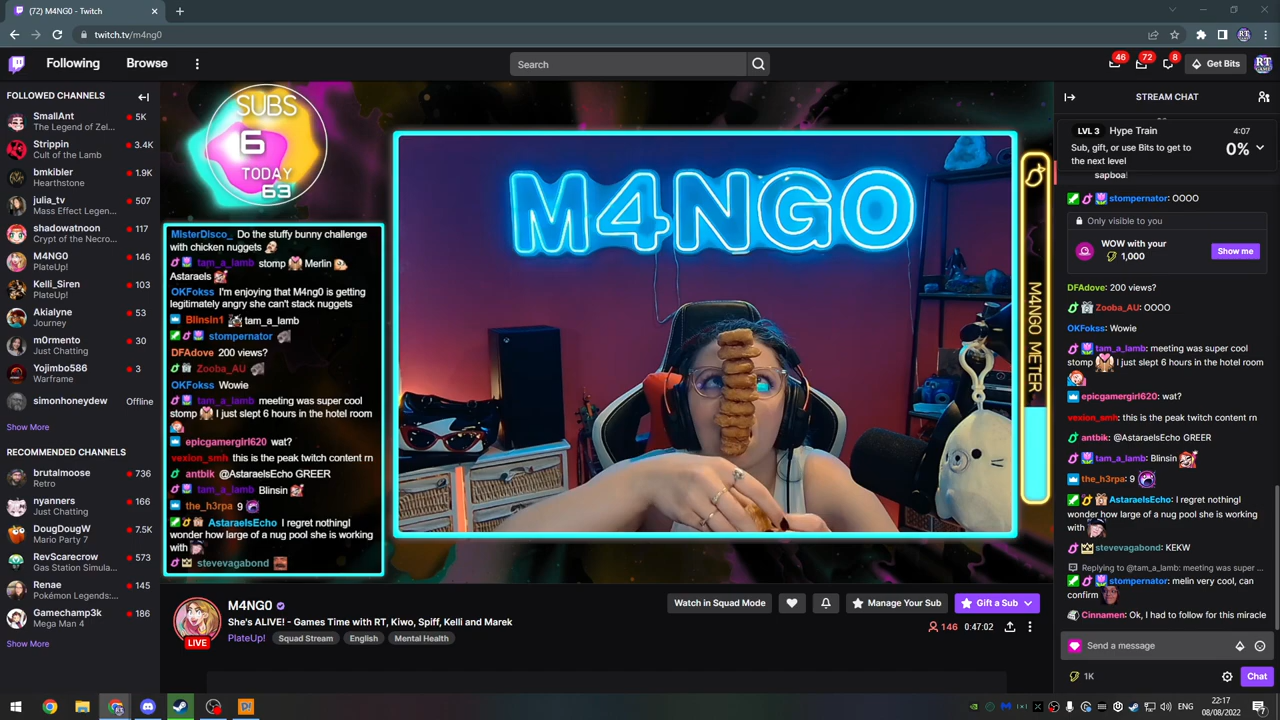 (72) M4NG0 - Twitch
twitch.tv/m4ng0
Following
Browse
Search
46
72
8
Get Bits
FOLLOWED CHANNELS
SmallAnt
5K
The Legend of Zel...
Strippin
3.4K
Cult of the Lamb
bmkibler
1.9K
Hearthstone
julia_tv
507
Mass Effect Legen...
shadowatnoon
117
Crypt of the Necro...
M4NG0
146
PlateUp!
Kelli_Siren
103
PlateUp!
Akialyne
53
Journey
m0rmento
30
Just Chatting
Yojimbo586
3
Warframe
simonhoneydew
Offline
Show More
RECOMMENDED CHANNELS
brutalmoose
736
Retro
nyanners
166
Just Chatting
DougDougW
7.5K
Mario Party 7
RevScarecrow
573
Gas Station Simula...
Renae
145
Pokémon Legends:...
Gamechamp3k
186
Mega Man 4
Show More
SUBS
6
TODAY
63
MisterDisco_ Do the stuffy bunny challenge
with chicken nuggets
tam_a_lamb stomp Merlin
Astaraels
OKFokss I'm enjoying that M4ng0 is getting
legitimately angry she can't stack nuggets
Blinsin1 tam_a_lamb
stompernator
DFAdove 200 views?
Zooba_AU
OKFokss Wowie
tam_a_lamb meeting was super cool
stomp I just slept 6 hours in the hotel room
epicgamergirl620 wat?
vexion_smh this is the peak twitch content rn
antbik @AstaraelsEcho GREER
tam_a_lamb Blinsin
the_h3rpa 9
AstaraelsEcho I regret nothing!
wonder how large of a nug pool she is working
with
stevevagabond
M4NGO
M4NGO METER
LIVE
M4NG0
She's ALIVE! - Games Time with RT, Kiwo, Spiff, Kelli and Marek
PlateUp!
Squad Stream
English
Mental Health
Watch in Squad Mode
Manage Your Sub
Gift a Sub
146
0:47:02
STREAM CHAT
LVL 3
Hype Train
4:07
Sub, gift, or use Bits to get to
the next level
0%
sapboa!
stompernator: OOOO
Only visible to you
WOW with your
1,000
Show me
DFAdove: 200 views?
Zooba_AU: OOOO
OKFokss: Wowie
tam_a_lamb: meeting was super cool
stomp I just slept 6 hours in the hotel room
epicgamergirl620: wat?
vexion_smh: this is the peak twitch content rn
antbik: @AstaraelsEcho GREER
tam_a_lamb: Blinsin
the_h3rpa: 9
AstaraelsEcho: I regret nothingI
wonder how large of a nug pool she is working
with
stevevagabond: KEKW
Replying to @tam_a_lamb: meeting was super ...
stompernator: melin very cool, can
confirm
Cinnamen: Ok, I had to follow for this miracle
Send a message
1K
Chat
ENG
22:17
08/08/2022